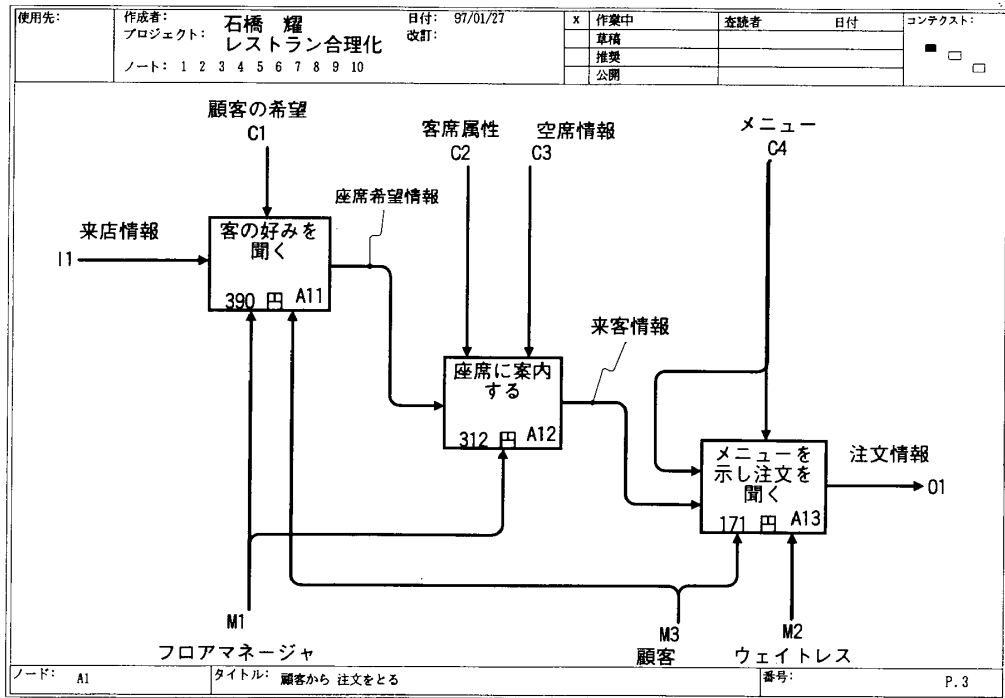 使用先:
作成者: 石橋 耀
プロジェクト: レストラン合理化
ノート: 1 2 3 4 5 6 7 8 9 10
日付: 97/01/27
改訂:
x 作業中
草稿
推奨
公開
査読者 日付
コンテクスト:
顧客の希望
C1
客席属性
C2
空席情報
C3
メニュー
C4
座席希望情報
来店情報
I1
客の好みを
聞く
390 円 A11
来客情報
座席に案内
する
312 円 A12
メニューを
示し注文を
聞く
171 円 A13
注文情報
O1
M1
フロアマネージャ
M3
顧客
M2
ウェイトレス
ノード: A1
タイトル: 顧客から 注文をとる
番号: P.3